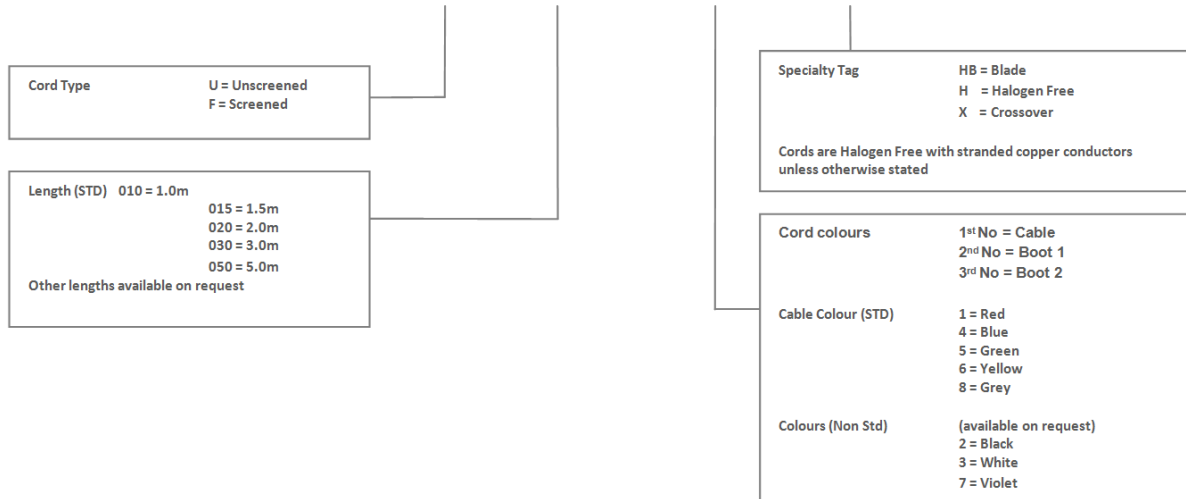 Cord Type U = Unscreened
F = Screened
Length (STD) 010 = 1.0m
015 = 1.5m
020 = 2.0m
030 = 3.0m
050 = 5.0m
Other lengths available on request
Specialty Tag HB = Blade
H = Halogen Free
X = Crossover
Cords are Halogen Free with stranded copper conductors
unless otherwise stated
Cord colours 1st No = Cable
2nd No = Boot 1
3rd No = Boot 2
Cable Colour (STD) 1 = Red
4 = Blue
5 = Green
6 = Yellow
8 = Grey
Colours (Non Std) (available on request)
2 = Black
3 = White
7 = Violet